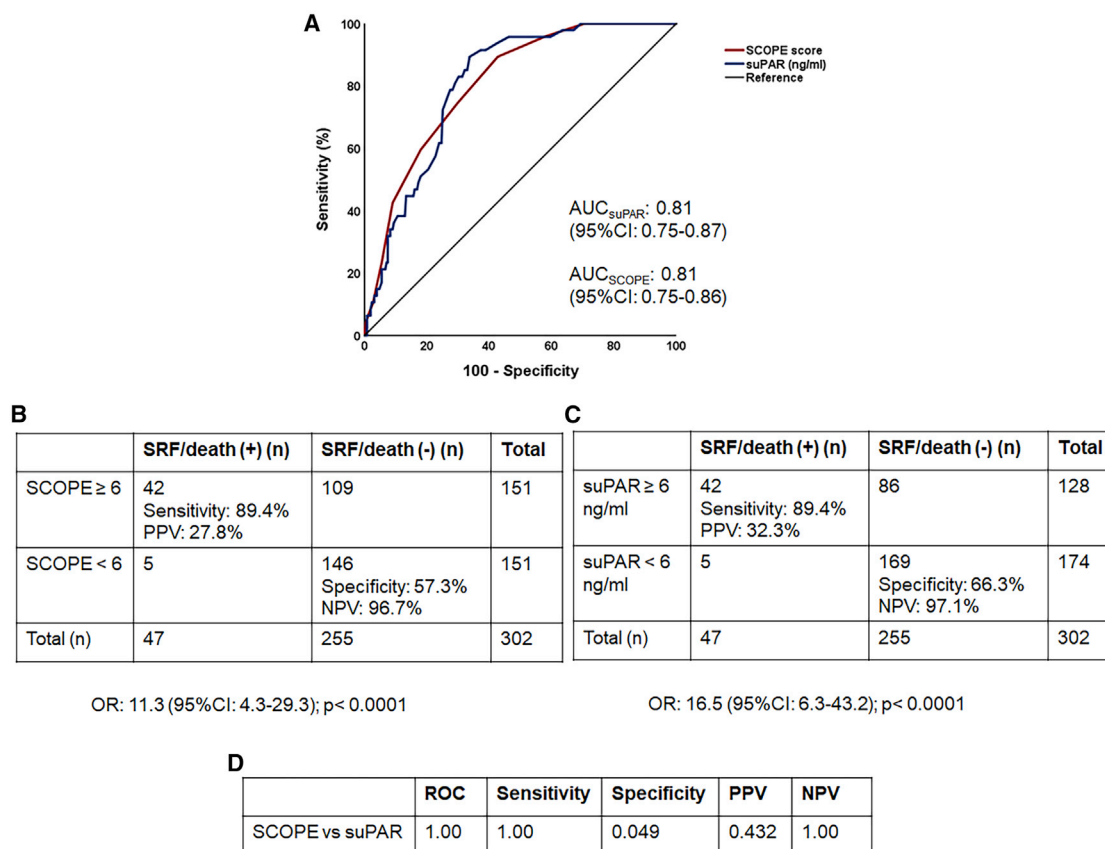 A
100
80
60
40
20
0
Sensitivity (%)
0 20 40 60 80 100
100 - Specificity
SCOPE score
suPAR (ng/ml)
Reference
AUCsuPAR: 0.81
(95%CI: 0.75-0.87)
AUCSCOPE: 0.81
(95%CI: 0.75-0.86)
B
SRF/death (+) (n) SRF/death (-) (n) Total
SCOPE ≥ 6 42 109 151
Sensitivity: 89.4%
PPV: 27.8%
SCOPE < 6 5 146 151
Specificity: 57.3%
NPV: 96.7%
Total (n) 47 255 302
OR: 11.3 (95%CI: 4.3-29.3); p< 0.0001
C
SRF/death (+) (n) SRF/death (-) (n) Total
suPAR ≥ 6 42 86 128
ng/ml Sensitivity: 89.4%
PPV: 32.3%
suPAR < 6 5 169 174
ng/ml Specificity: 66.3%
NPV: 97.1%
Total (n) 47 255 302
OR: 16.5 (95%CI: 6.3-43.2); p< 0.0001
D
ROC Sensitivity Specificity PPV NPV
SCOPE vs suPAR 1.00 1.00 0.049 0.432 1.00